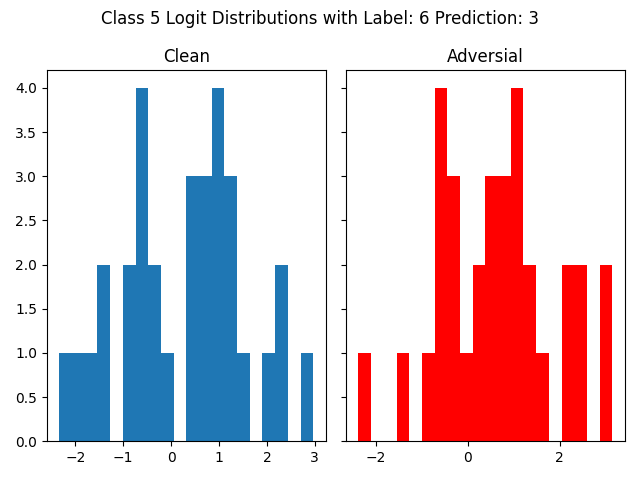 Class 5 Logit Distributions with Label: 6 Prediction: 3
Clean
Adversial
4.0
3.5
3.0
2.5
2.0
1.5
1.0
0.5
0.0
−2 −1 0 1 2 3
−2 0 2